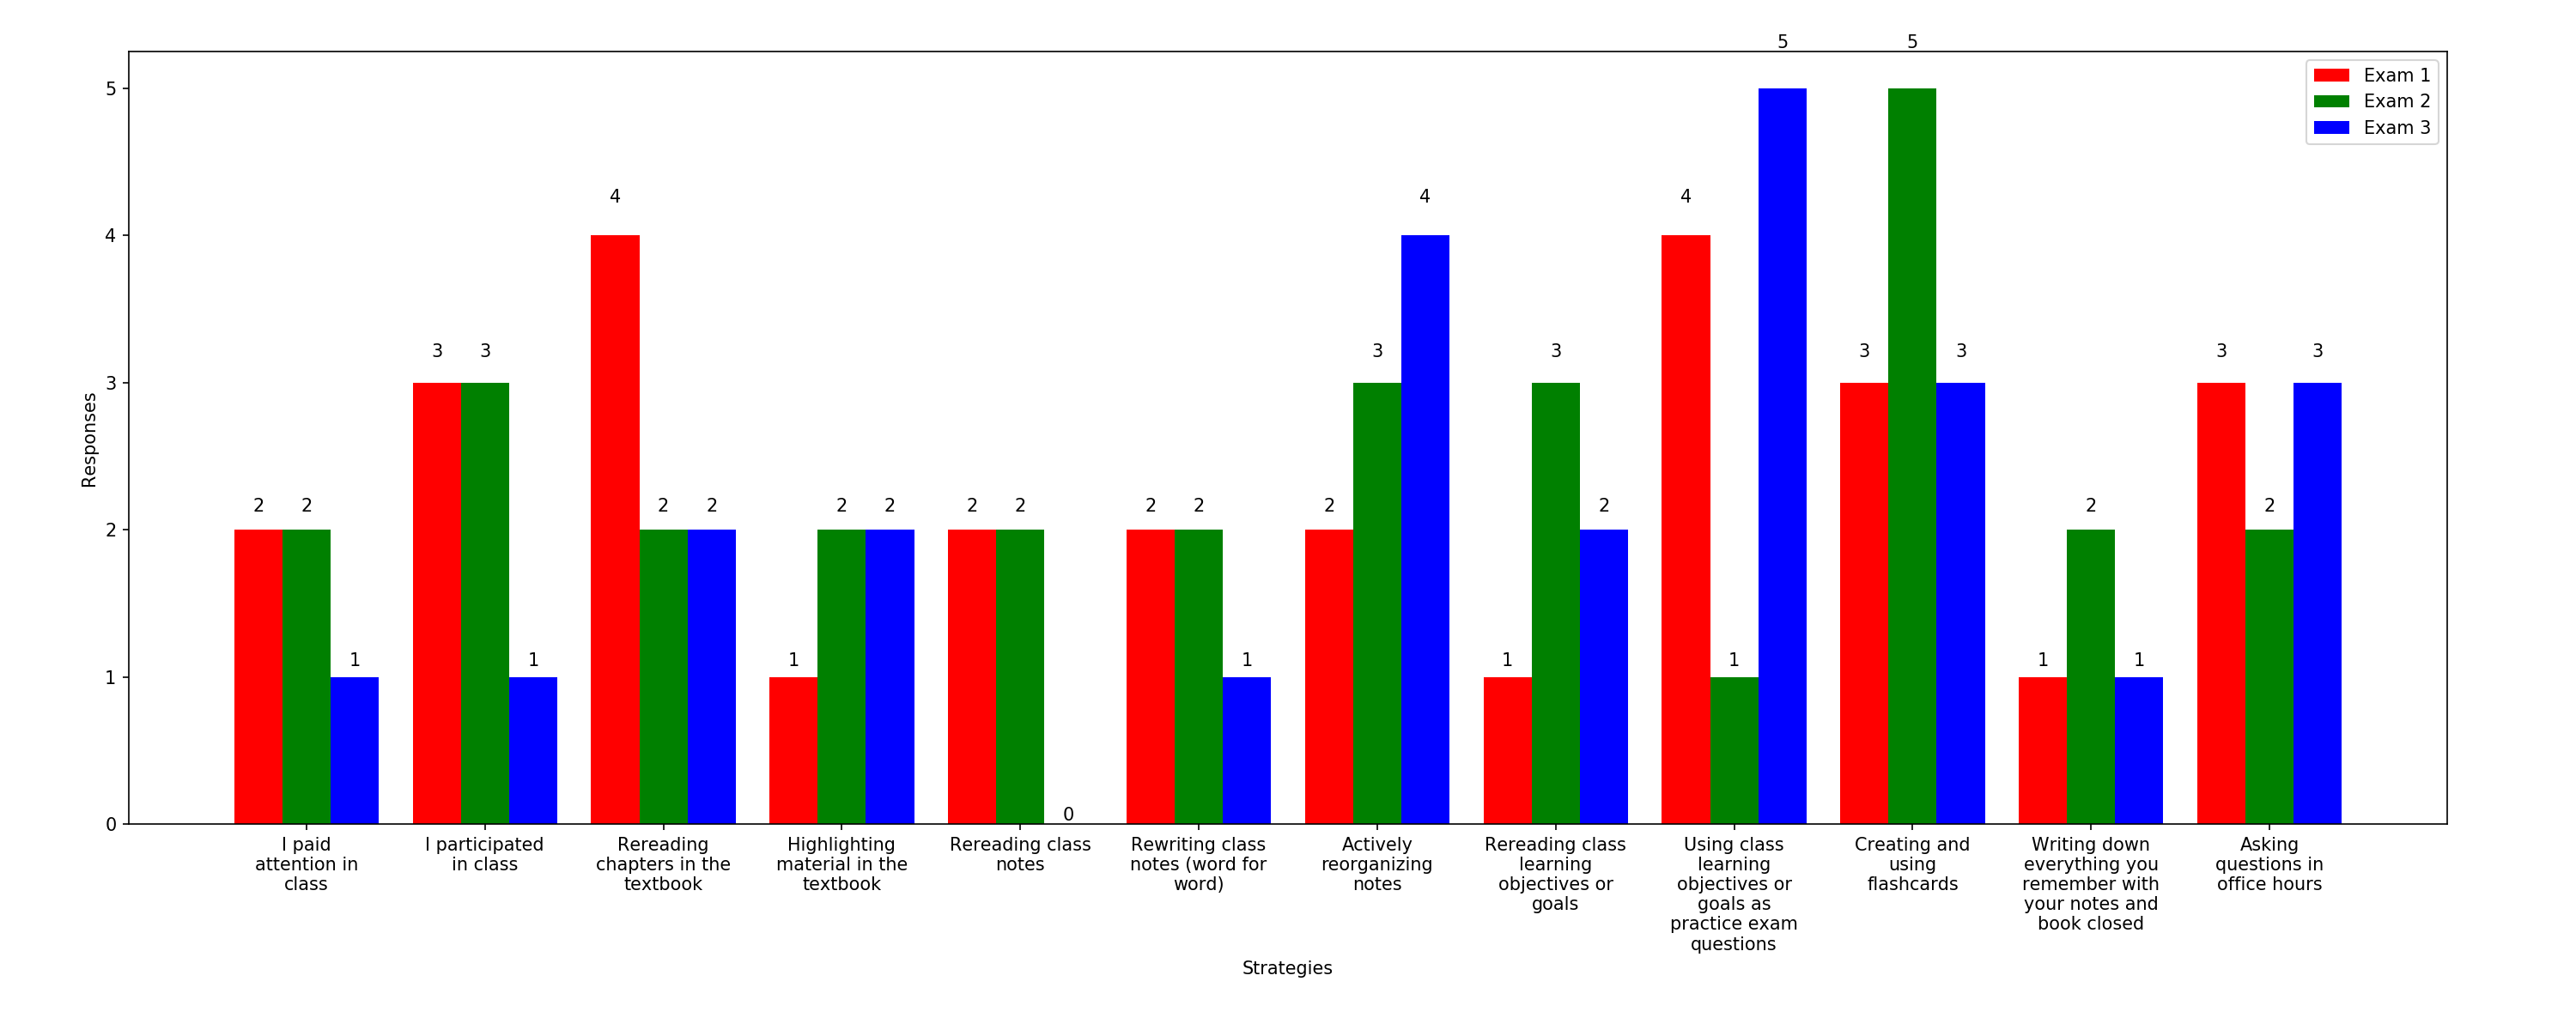 5 5
Exam 1
Exam 2
Exam 3
5
4 4 4
4
3 3 3 3 3 3 3 3
3
2 2 2 2 2 2 2 2 2 2 2 2 2 2
2
1 1 1 1 1 1 1 1
1
0
0
Responses
I paid
attention in
class
I participated
in class
Rereading
chapters in the
textbook
Highlighting
material in the
textbook
Rereading class
notes
Rewriting class
notes (word for
word)
Actively
reorganizing
notes
Rereading class
learning
objectives or
goals
Using class
learning
objectives or
goals as
practice exam
questions
Creating and
using
flashcards
Writing down
everything you
remember with
your notes and
book closed
Asking
questions in
office hours
Strategies